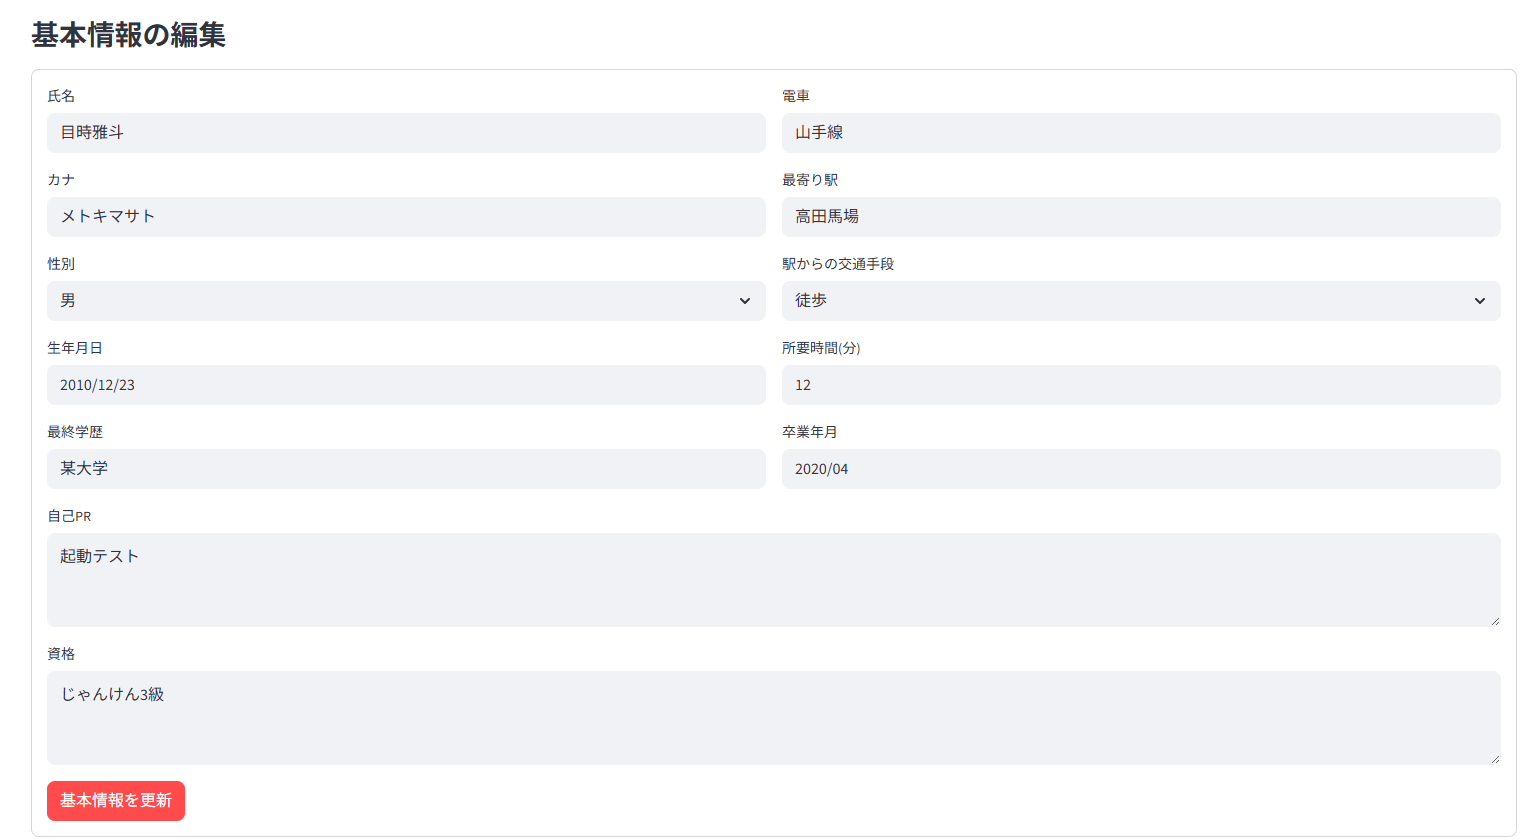 基本情報の編集
氏名
目時雅斗
電車
山手線
カナ
メトキマサト
最寄り駅
高田馬場
性別
男
駅からの交通手段
徒歩
生年月日
2010/12/23
所要時間(分)
12
最終学歴
某大学
卒業年月
2020/04
自己PR
起動テスト
資格
じゃんけん3級
基本情報を更新